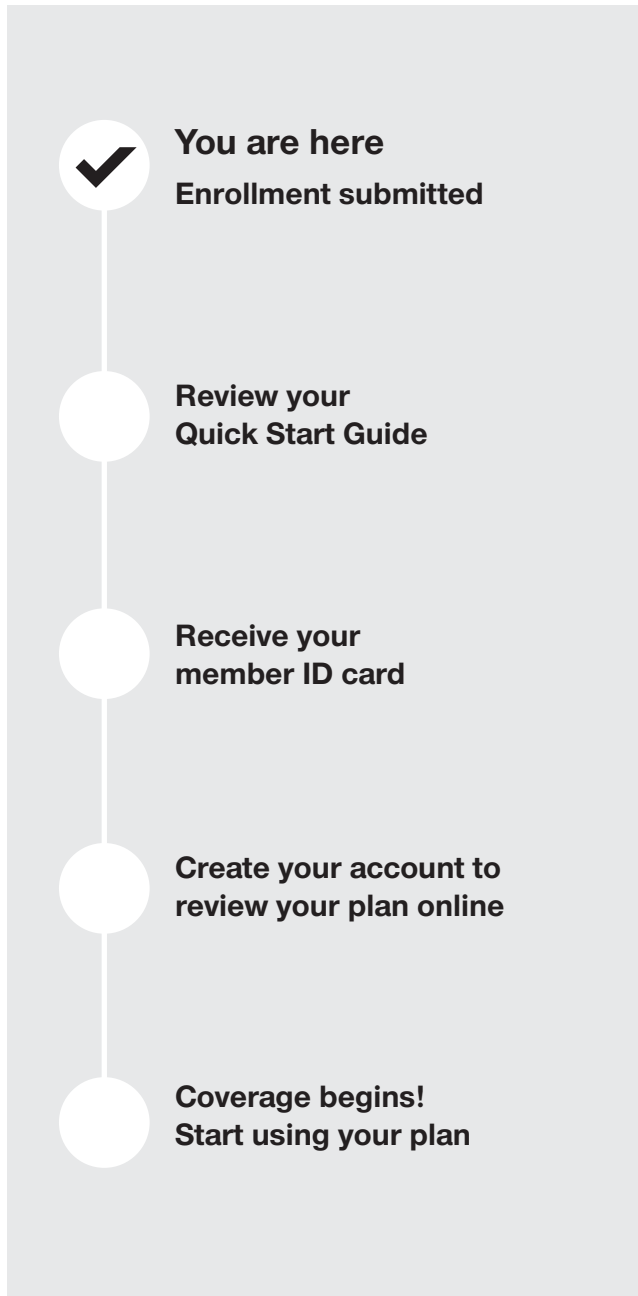 You are here
Enrollment submitted
Review your
Quick Start Guide
Receive your
member ID card
Create your account to
review your plan online
Coverage begins!
Start using your plan